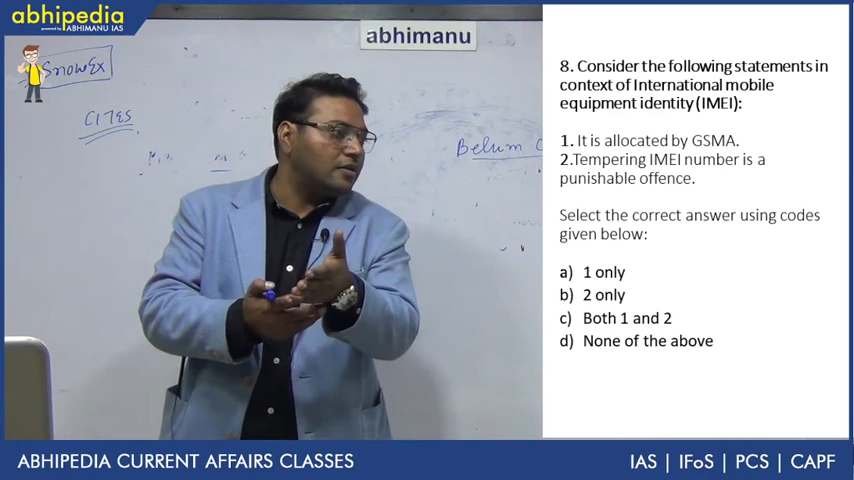 abhipedia
powered by ABHIMANU IAS
abhimanu
SnowEx
CITES
Belum C
8. Consider the following statements in
context of International mobile
equipment identity (IMEI):
1. It is allocated by GSMA.
2.Tempering IMEI number is a
punishable offence.
Select the correct answer using codes
given below:
a) 1 only
b) 2 only
c) Both 1 and 2
d) None of the above
ABHIPEDIA CURRENT AFFAIRS CLASSES
IAS | IFoS | PCS | CAPF